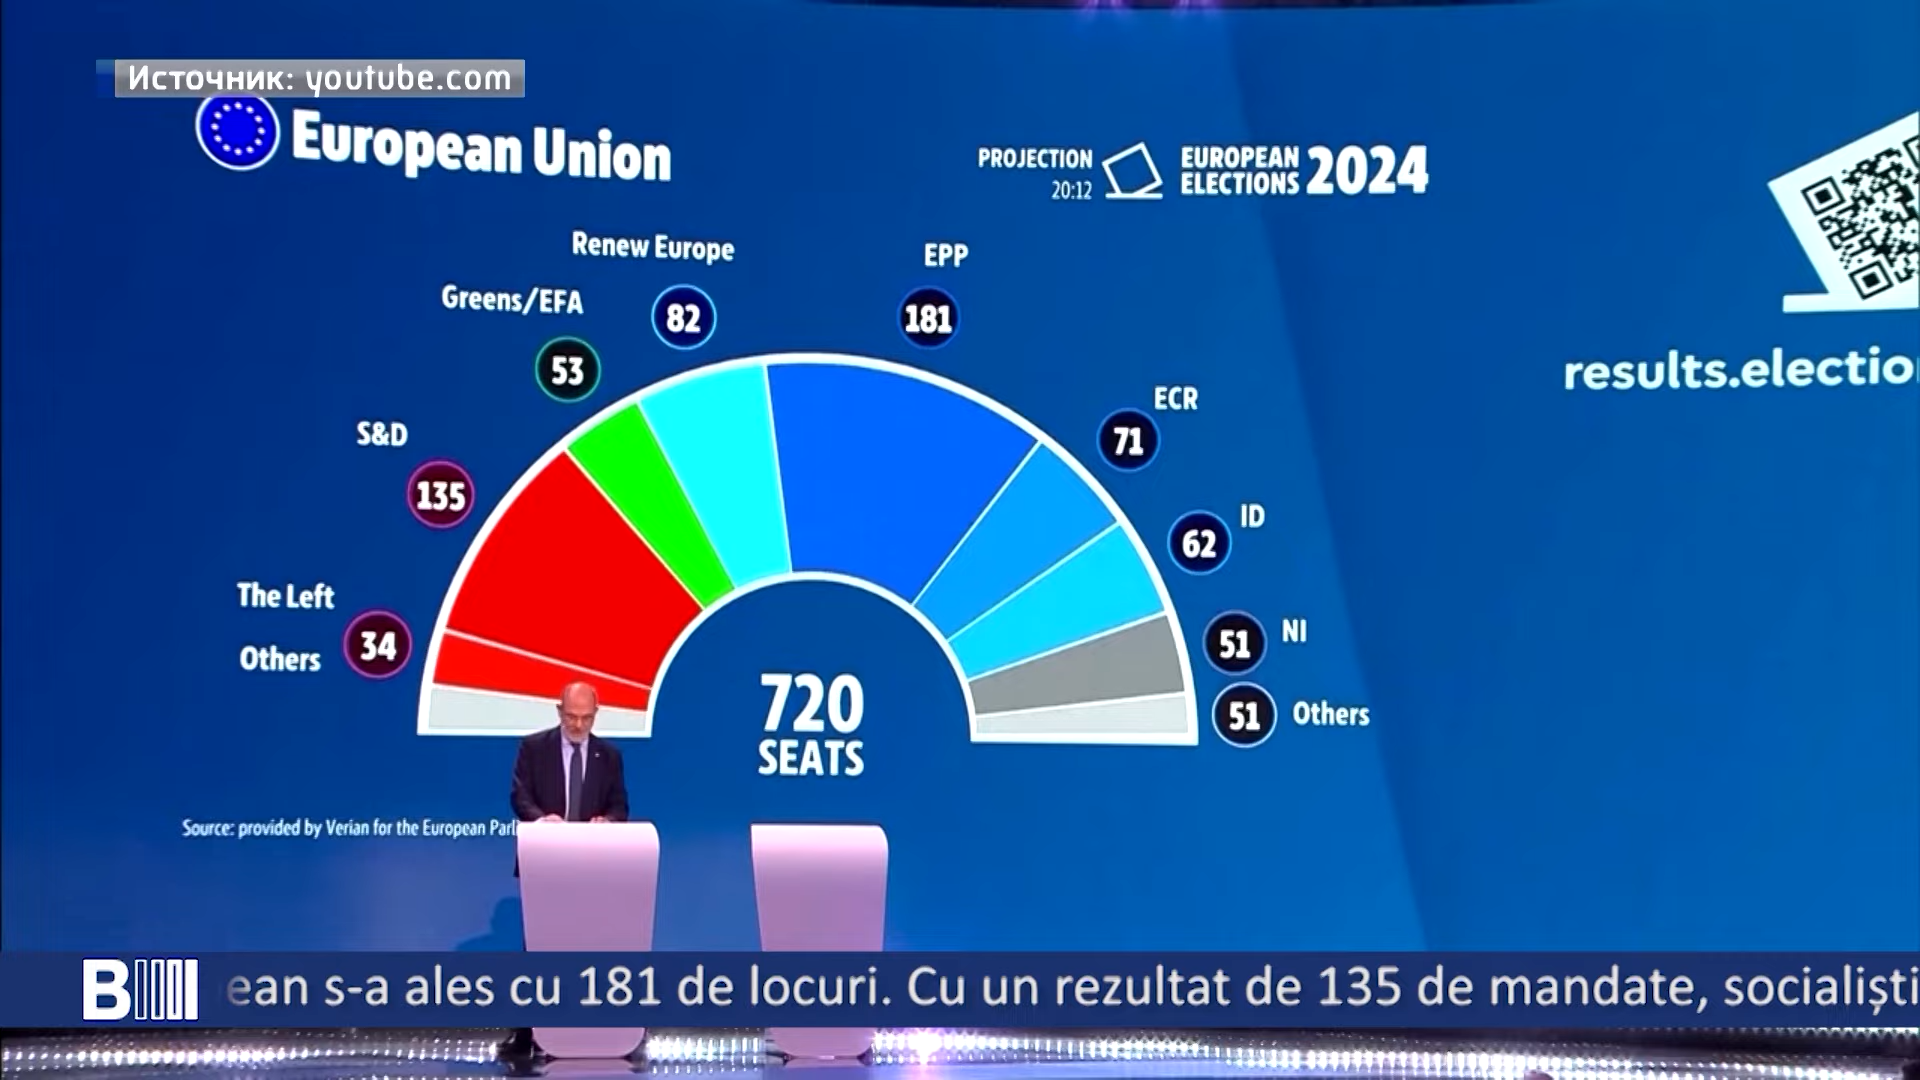 Источник: youtube.com
European Union
PROJECTION
20:12
EUROPEAN
ELECTIONS
2024
Renew Europe
82
EPP
181
Greens/EFA
53
ECR
71
S&D
135
ID
62
The Left
34
Others
NI
51
51
Others
720
SEATS
results.electio
Source: provided by Verian for the European Parl
B
ean s-a ales cu 181 de locuri. Cu un rezultat de 135 de mandate, socialiști